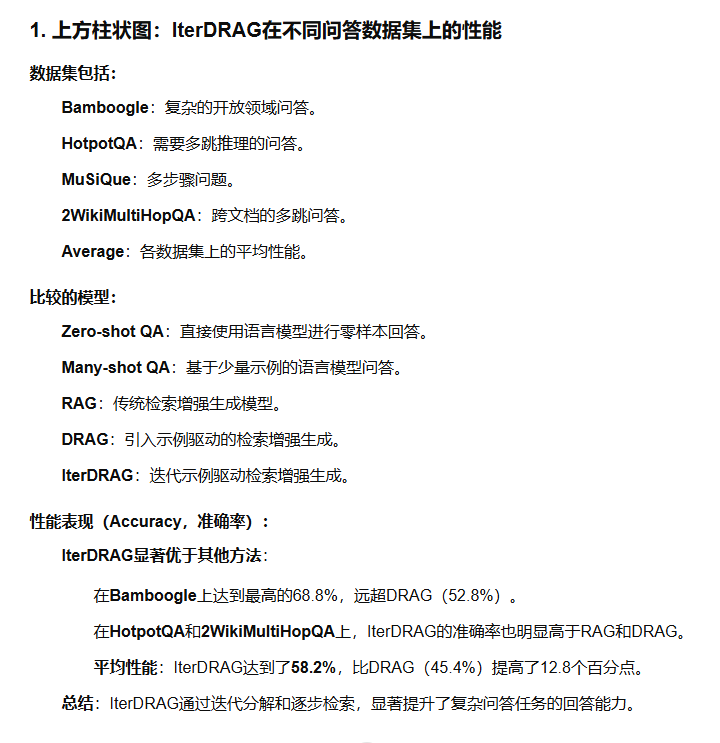 1. 上方柱状图：IterDRAG在不同问答数据集上的性能
数据集包括：
Bamboogle：复杂的开放领域问答。
HotpotQA：需要多跳推理的问答。
MuSiQue：多步骤问题。
2WikiMultiHopQA：跨文档的多跳问答。
Average：各数据集上的平均性能。
比较的模型：
Zero-shot QA：直接使用语言模型进行零样本回答。
Many-shot QA：基于少量示例的语言模型问答。
RAG：传统检索增强生成模型。
DRAG：引入示例驱动的检索增强生成。
IterDRAG：迭代示例驱动检索增强生成。
性能表现（Accuracy，准确率）：
IterDRAG显著优于其他方法：
在Bamboogle上达到最高的68.8%，远超DRAG（52.8%）。
在HotpotQA和2WikiMultiHopQA上，IterDRAG的准确率也明显高于RAG和DRAG。
平均性能：IterDRAG达到了58.2%，比DRAG（45.4%）提高了12.8个百分点。
总结：IterDRAG通过迭代分解和逐步检索，显著提升了复杂问答任务的回答能力。